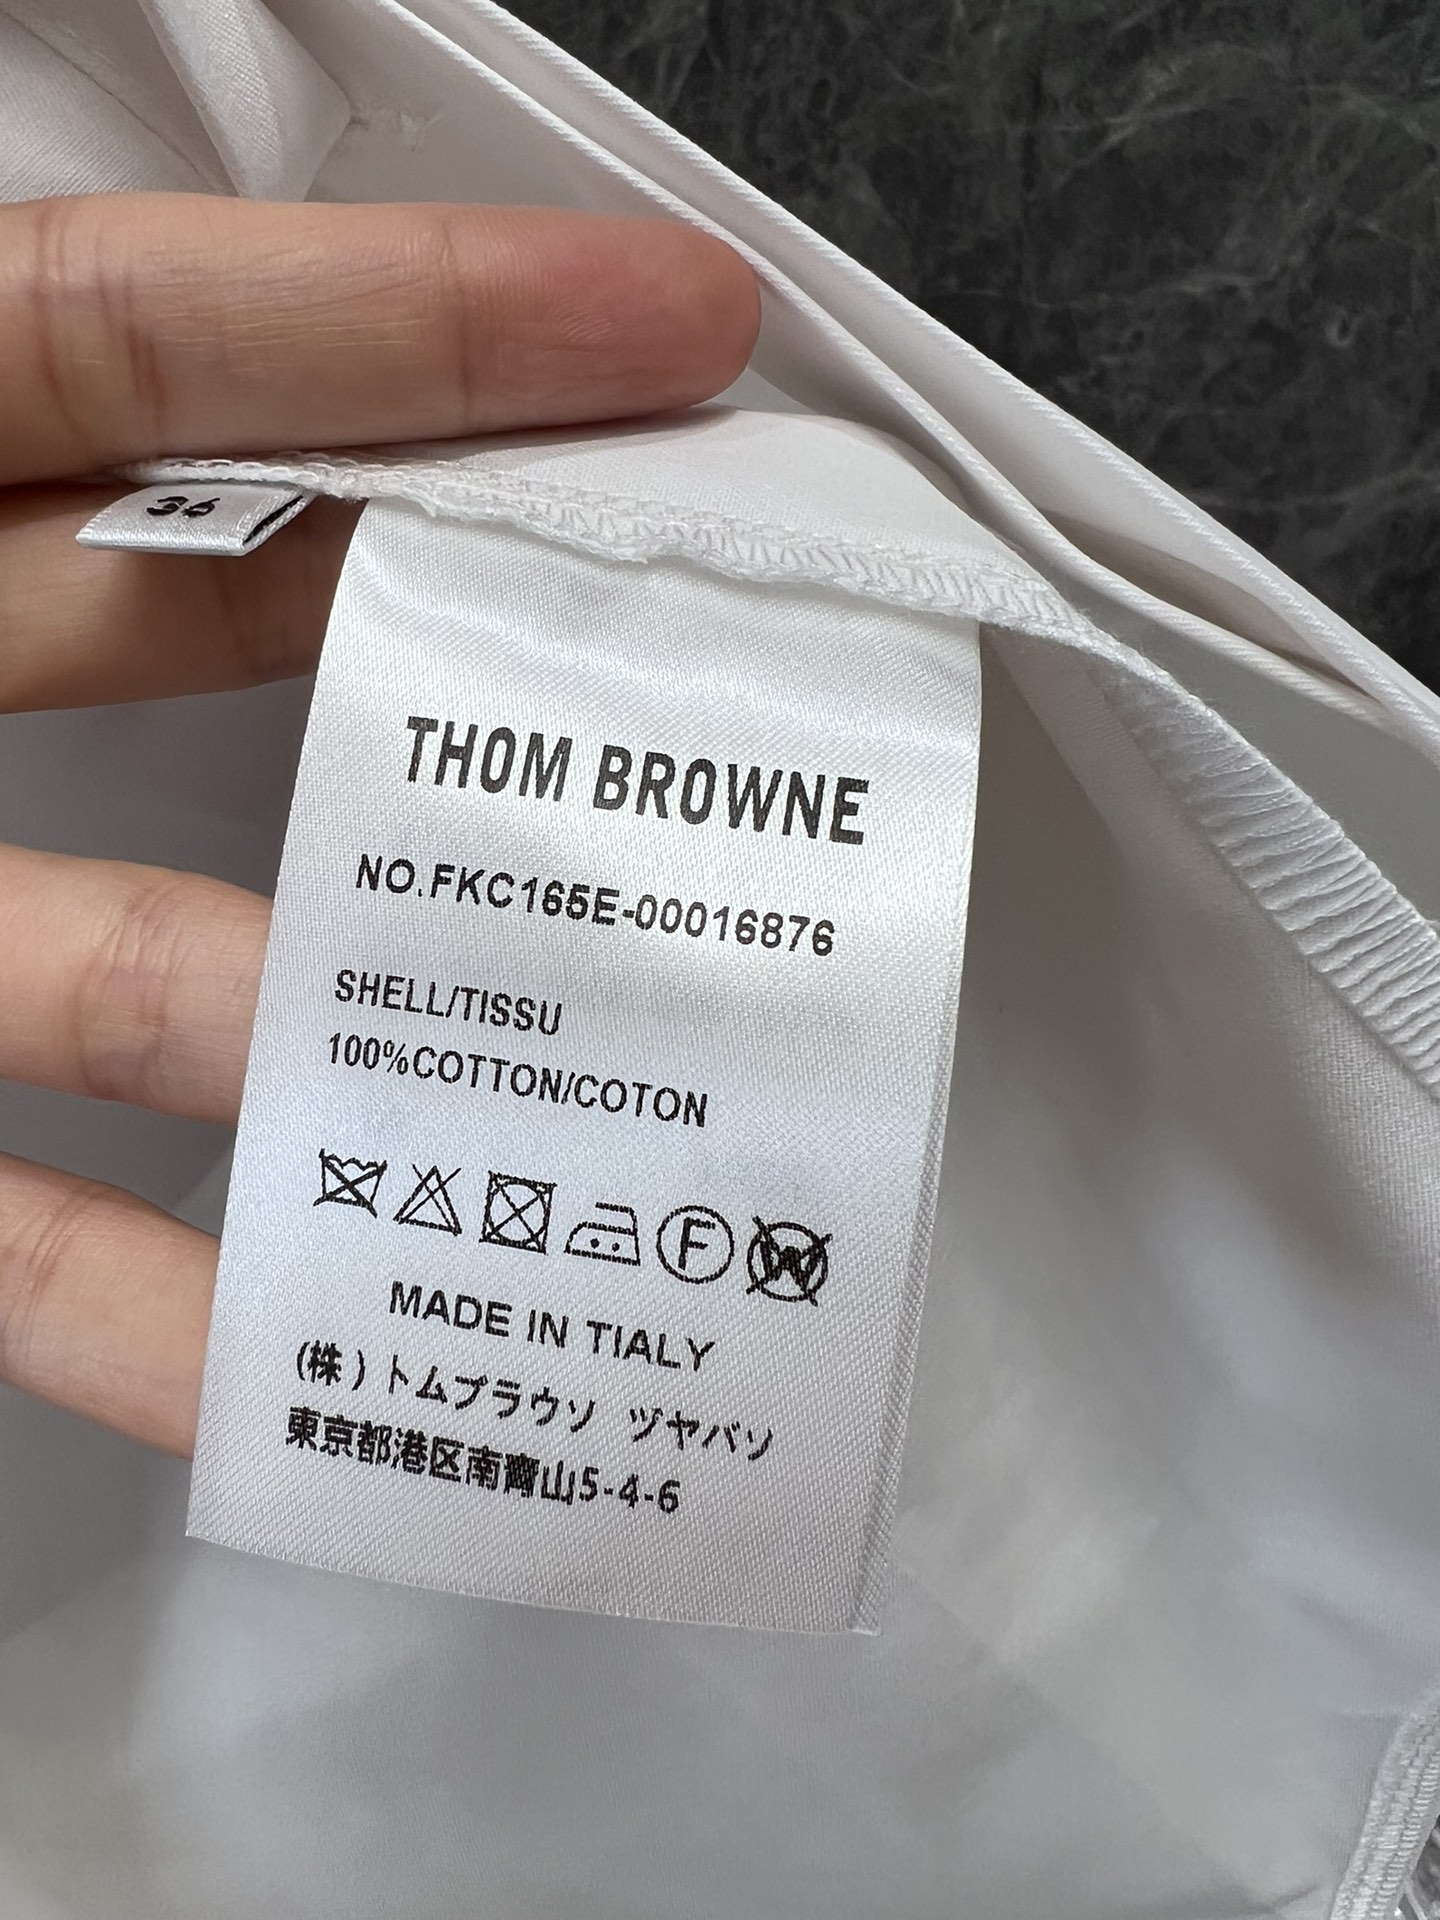 36
THOM BROWNE
NO.FKC165E-00016876
SHELL/TISSU
100%COTTON/COTON
F W
MADE IN TIALY
(株) トムブラウソ ヅヤバソ
東京都港区南齊山5-4-6